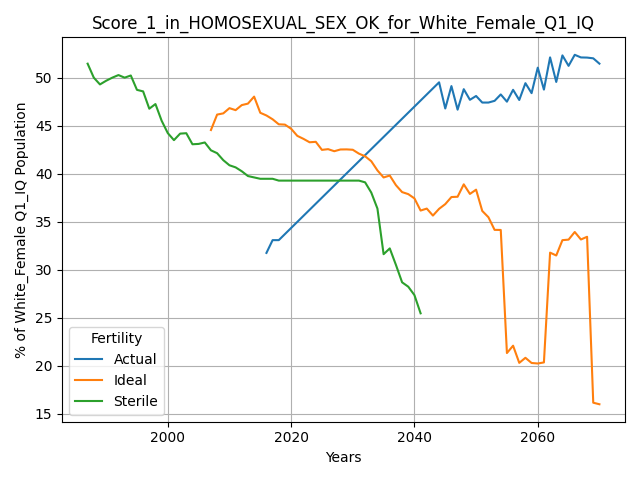 Score_1_in_HOMOSEXUAL_SEX_OK_for_White_Female_Q1_IQ
% of White_Female Q1_IQ Population
50
45
40
35
30
25
20
15
Fertility
Actual
Ideal
Sterile
2000
2020
2040
2060
Years